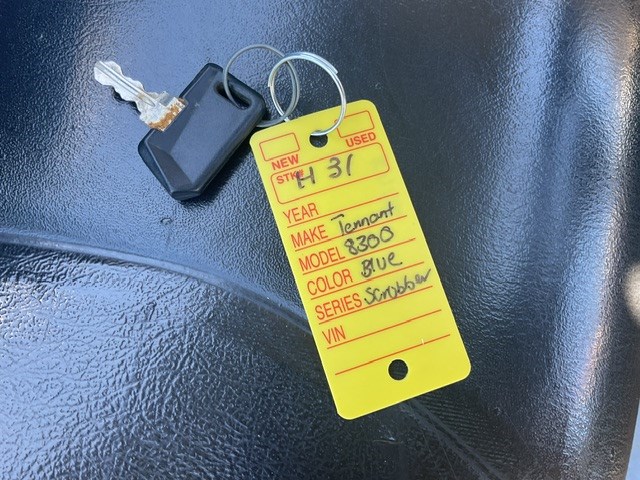 NEW USED
STK# H 31
YEAR
MAKE Tennant
MODEL 8300
COLOR Blue
SERIES Scrubber
VIN